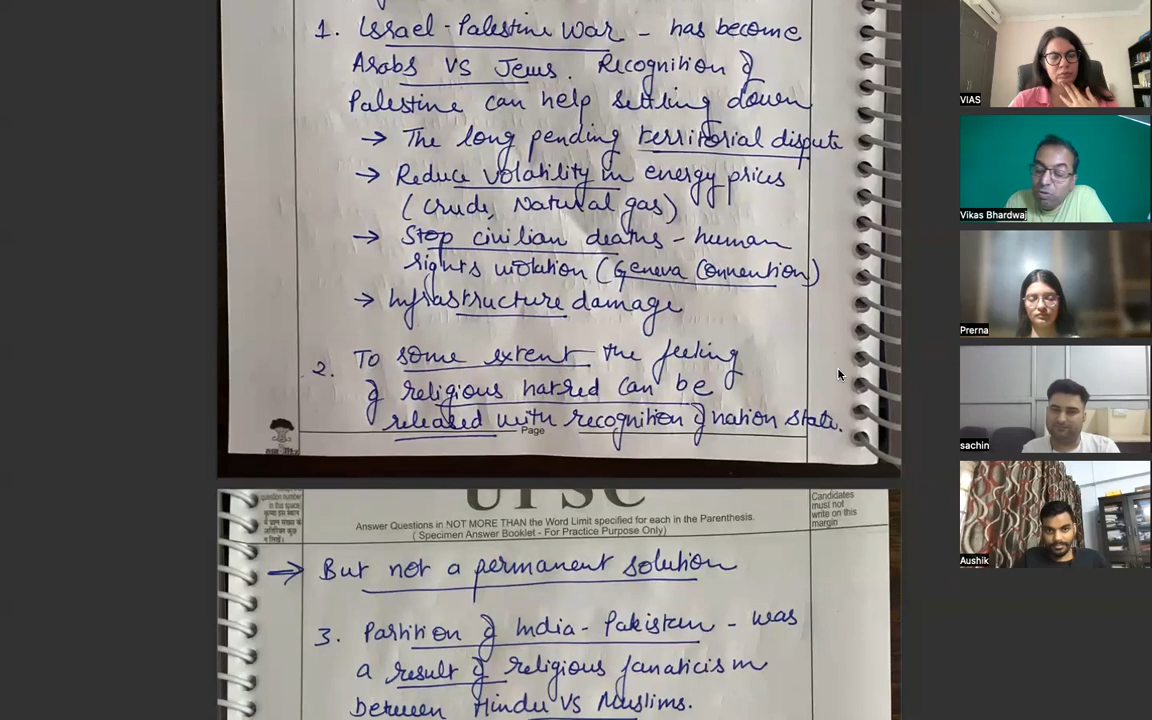 1. Israel-Palestine War - has become
Arabs VS Jews. Recognition of
Palestine can help settling down
→ The long pending territorial dispute
→ Reduce volatility in energy prices
(Crude, Natural gas)
→ Stop civilian deaths - human
rights violation (Geneva Convention)
→ Infrastructure damage
2. To some extent the feeling
of religious hatred can be
released with recognition of nation state.
Page
UPSC
Answer Questions in NOT MORE THAN the Word Limit specified for each in the Parenthesis.
(Specimen Answer Booklet - For Practice Purpose Only)
Candidates
must not
write on this
margin
question number
in this space
⇒ But not a permanent solution
3. Partition of India-Pakistan - was
a result of religious fanaticism
between Hindu VS Muslims.
VIAS
Vikas Bhardwaj
Prerna
sachin
Aushik